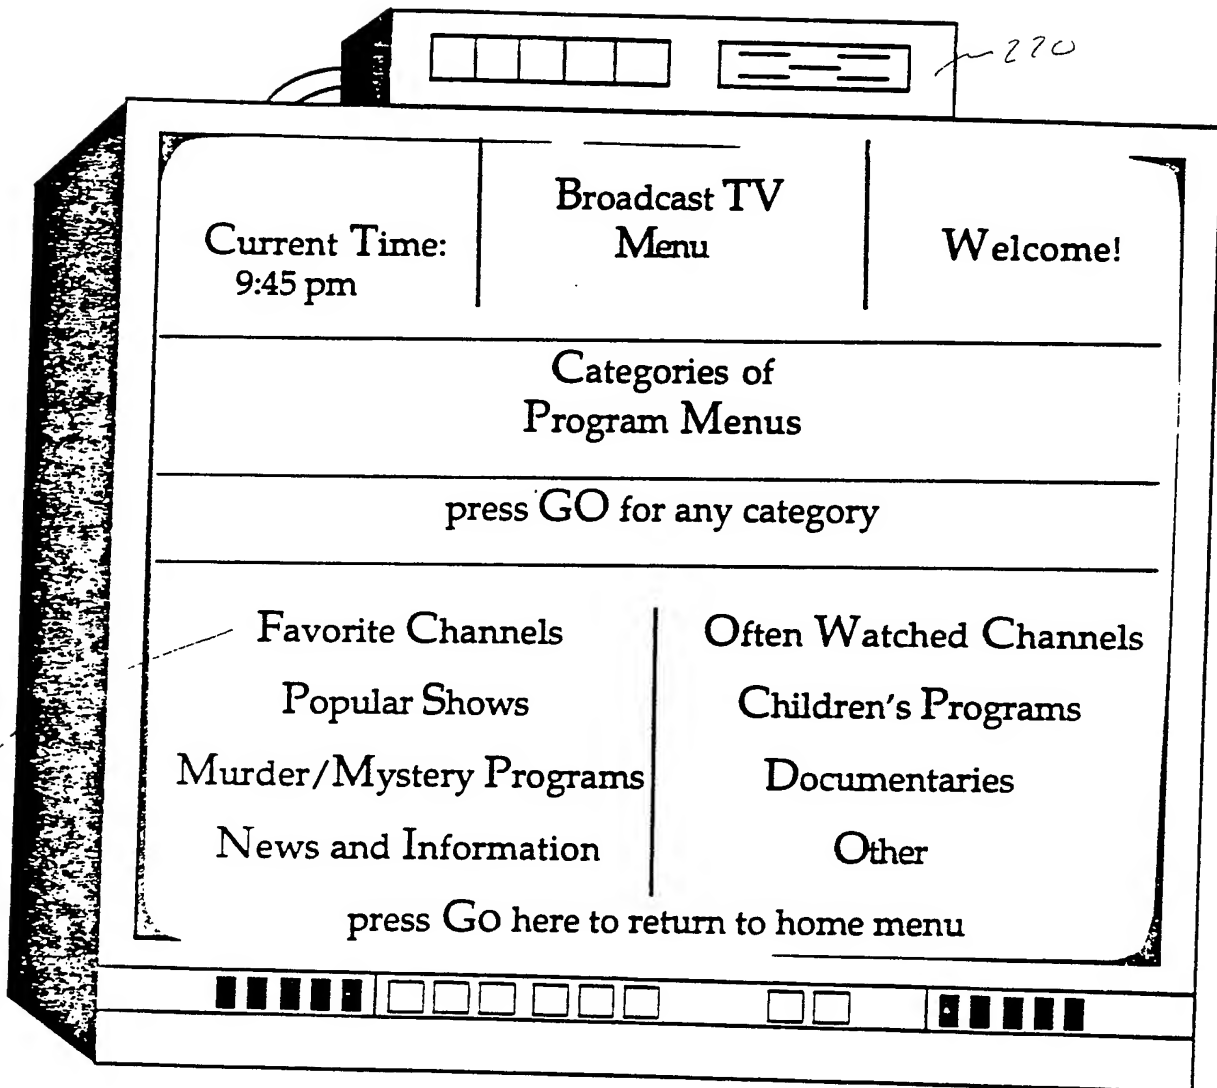 220
Broadcast TV
Menu
Current Time:
9:45 pm
Welcome!
Categories of
Program Menus
press GO for any category
Favorite Channels
Often Watched Channels
Popular Shows
Children's Programs
Murder/Mystery Programs
Documentaries
News and Information
Other
press GO here to return to home menu